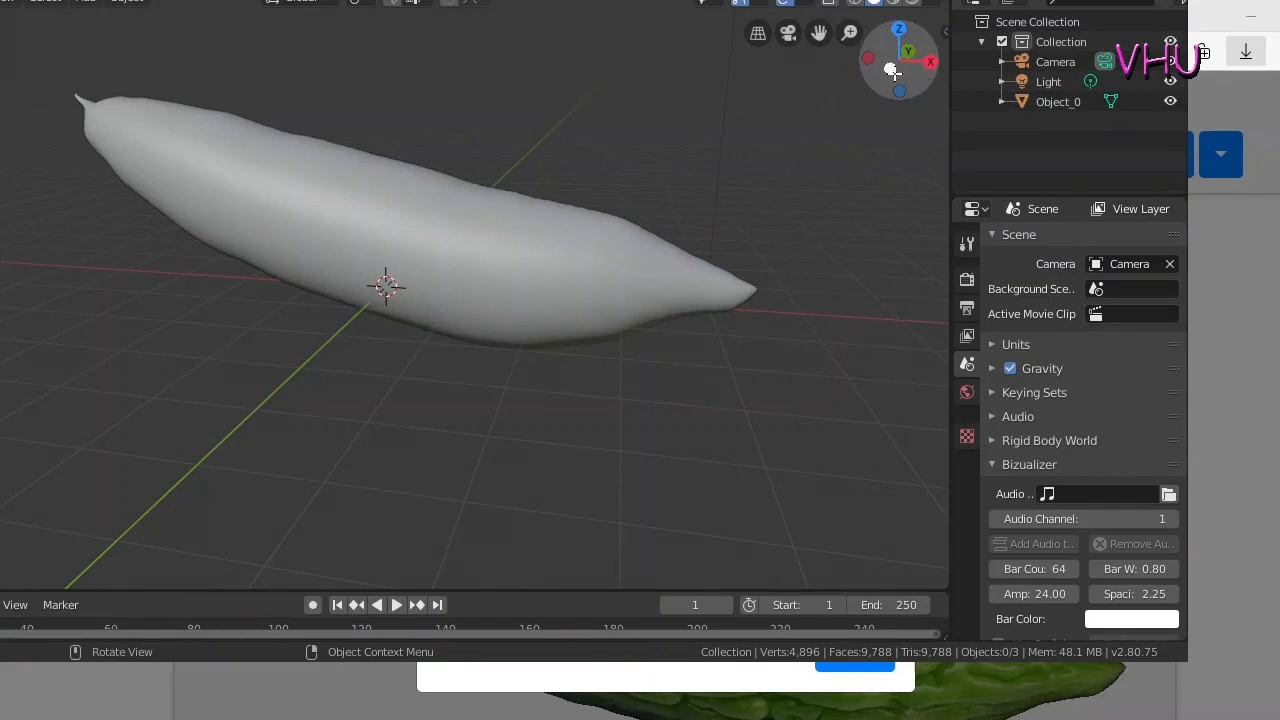 Global
Z
Y
X
Scene Collection
Collection
Camera
VHU
Light
Object_0
Scene
View Layer
Scene
Camera
Camera
Background Sce..
Active Movie Clip
Units
Gravity
Keying Sets
Audio
Rigid Body World
Bizualizer
Audio ..
Audio Channel: 1
Add Audio t..
Remove Au..
Bar Cou: 64
Bar W: 0.80
Amp: 24.00
Spaci: 2.25
Bar Color:
View
Marker
1
Start: 1
End: 250
40 60 80 100 120 140 160 180 200 220 240
Rotate View
Object Context Menu
Collection | Verts:4,896 | Faces:9,788 | Tris:9,788 | Objects:0/3 | Mem: 48.1 MB | v2.80.75